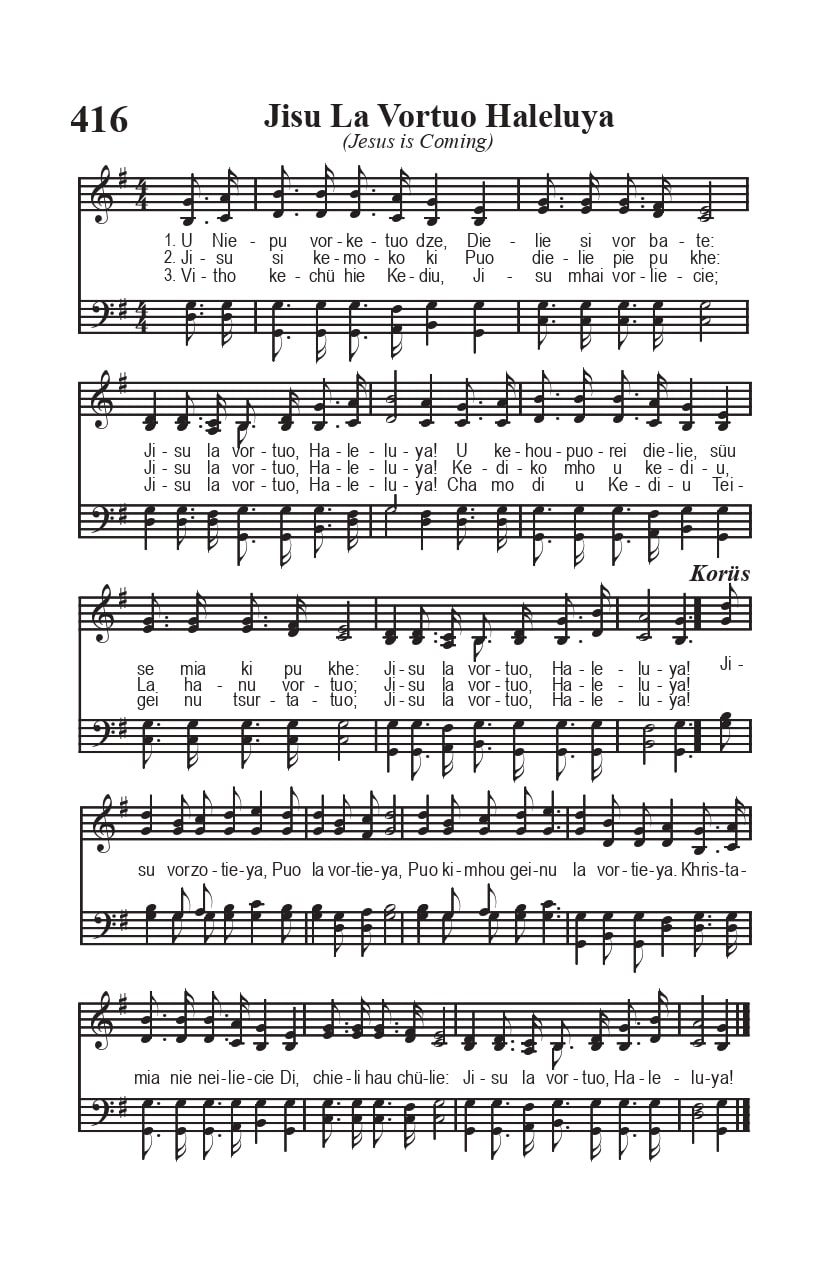 416
Jisu La Vortuo Haleluya
(Jesus is Coming)
1. U Nie - pu vor - ke - tuo dze, Die - lie si vor ba - te:
2. Ji - su si ke - mo - ko ki Puo die - lie pie pu khe:
3. Vi - tho ke - chü hie Ke - diu, Ji - su mhai vor - lie - cie;
Ji - su la vor - tuo, Ha - le - lu - ya! U ke - hou - puo - rei die - lie, süu
Ji - su la vor - tuo, Ha - le - lu - ya! Ke - di - ko mho u ke - di - u,
Ji - su la vor - tuo, Ha - le - lu - ya! Cha mo di u Ke - di - u Tei -
Korüs
se mia ki pu khe: Ji - su la vor - tuo, Ha - le - lu - ya! Ji -
La ha - nu vor - tuo; Ji - su la vor - tuo, Ha - le - lu - ya!
gei nu tsur - ta - tuo; Ji - su la vor - tuo, Ha - le - lu - ya!
su vor - zo - tie - ya, Puo la vor - tie - ya, Puo ki - mhou gei - nu la vor - tie - ya. Khris - ta -
mia nie nei - lie - cie Di, chie - li hau chü - lie: Ji - su la vor - tuo, Ha - le - lu - ya!